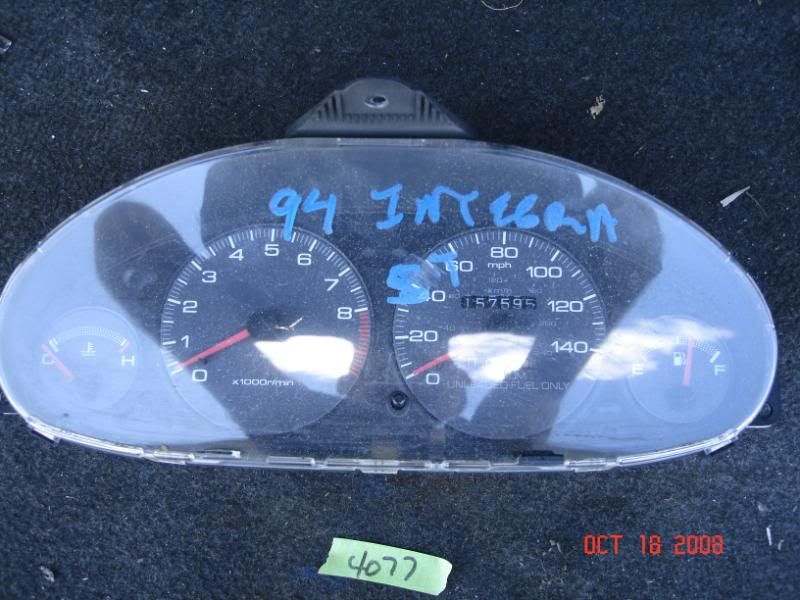 94 INTEGRA
5T
0 1 2 3 4 5 6 7 8
x1000r/min
0 20 40 60 80 100 120 140
mph
km/h
157595
UNLEADED FUEL ONLY
C H
E F
4077
OCT 16 2008